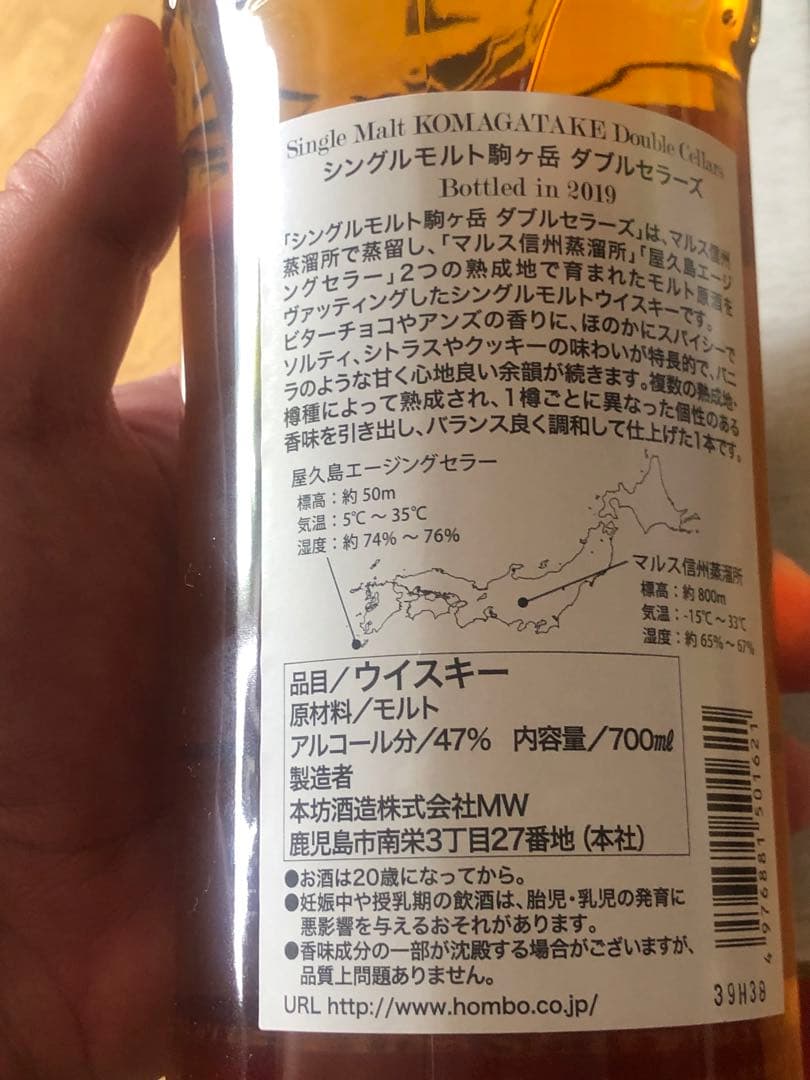 Single Malt KOMAGATAKE Double Cellars
シングルモルト駒ヶ岳 ダブルセラーズ
Bottled in 2019
「シングルモルト駒ヶ岳 ダブルセラーズ」は、マルス信州
蒸溜所で蒸留し、「マルス信州蒸溜所」「屋久島エージ
ングセラー」2つの熟成地で育まれたモルト原酒を
ヴァッティングしたシングルモルトウイスキーです。
ビターチョコやアンズの香りに、ほのかにスパイシーで
ソルティ、シトラスやクッキーの味わいが特長的で、バニ
ラのような甘く心地良い余韻が続きます。複数の熟成地・
樽種によって熟成され、1樽ごとに異なった個性のある
香味を引き出し、バランス良く調和して仕上げた1本です。
屋久島エージングセラー
標高：約50m
気温：5℃～35℃
湿度：約74%～76%
マルス信州蒸溜所
標高：約800m
気温：-15℃～33℃
湿度：約65%～67%
品目／ウイスキー
原材料／モルト
アルコール分／47% 内容量／700mℓ
製造者
本坊酒造株式会社MW
鹿児島市南栄3丁目27番地（本社）
●お酒は20歳になってから。
●妊娠中や授乳期の飲酒は、胎児・乳児の発育に
悪影響を与えるおそれがあります。
●香味成分の一部が沈殿する場合がございますが、
品質上問題ありません。
URL http://www.hombo.co.jp/
4 976881 501621
39H38